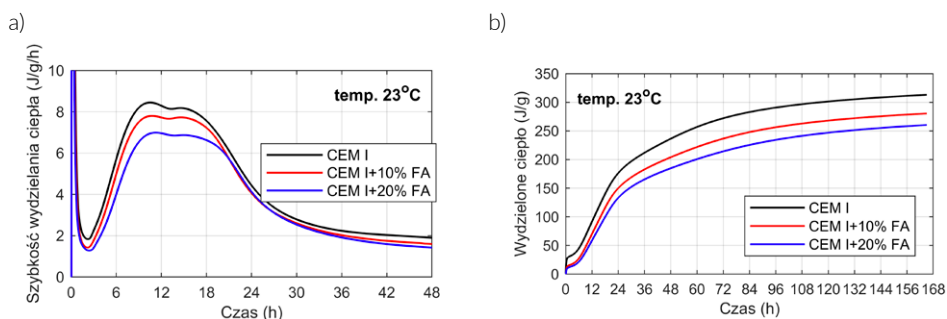 a)
Szybkość wydzielania ciepła (J/g/h)
10
8
6
4
2
0
temp. 23°C
CEM I
CEM I+10% FA
CEM I+20% FA
0 6 12 18 24 30 36 42 48
Czas (h)
b)
Wydzielone ciepło (J/g)
350
300
250
200
150
100
50
0
temp. 23°C
CEM I
CEM I+10% FA
CEM I+20% FA
0 12 24 36 48 60 72 84 96 108 120 132 144 156 168
Czas (h)